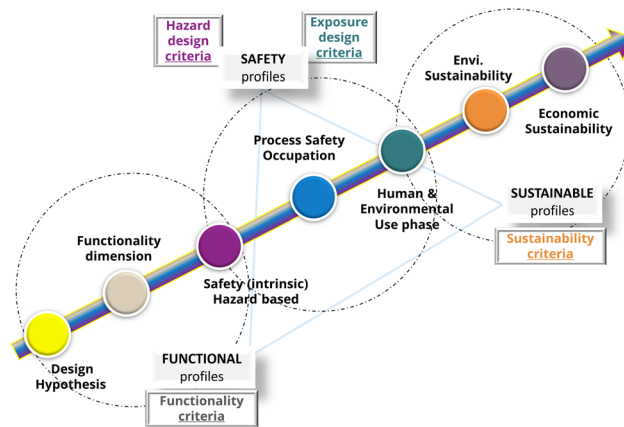 Hazard
design
criteria
Exposure
design
criteria
SAFETY
profiles
Envi.
Sustainability
Economic
Sustainability
Process Safety
Occupation
Human &
Environmental
Use phase
SUSTAINABLE
profiles
Sustainability
criteria
Functionality
dimension
Safety (intrinsic)
Hazard based
Design
Hypothesis
FUNCTIONAL
profiles
Functionality
criteria